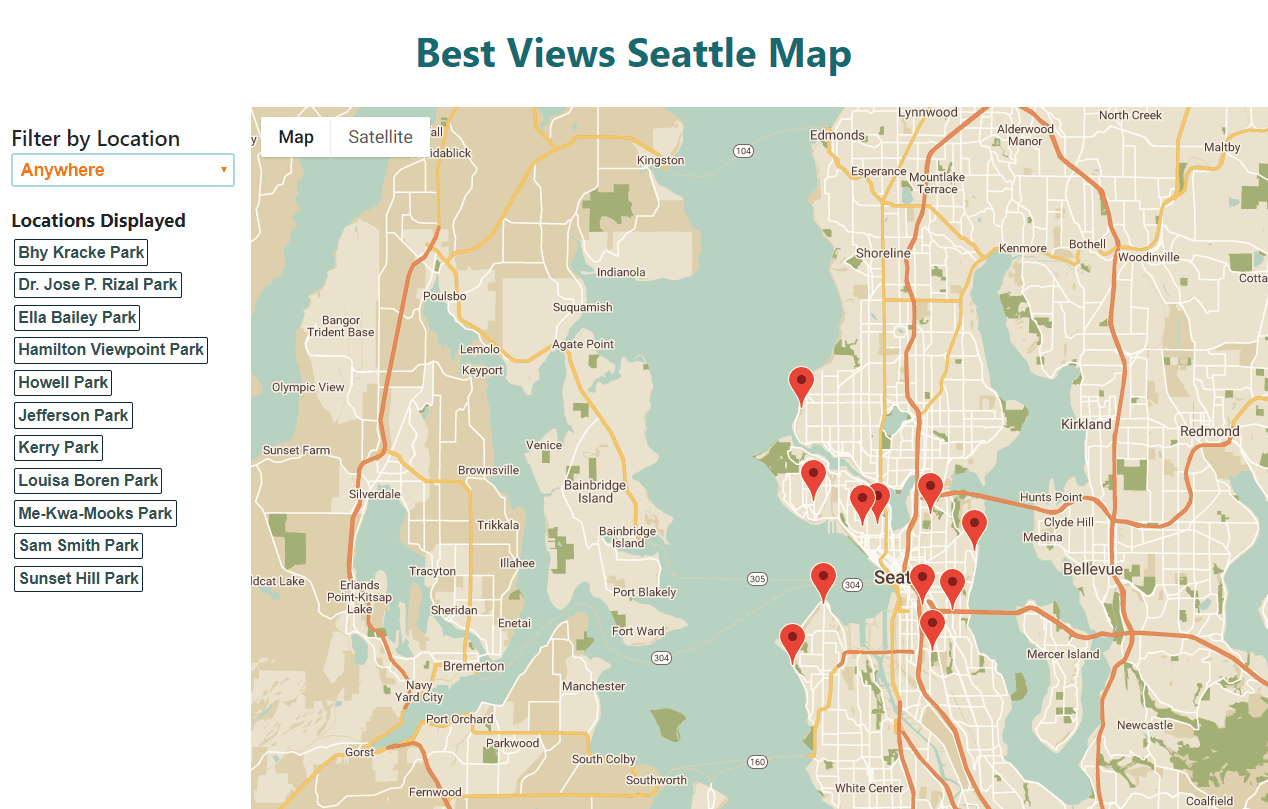 Best Views Seattle Map
Filter by Location
Anywhere
Locations Displayed
Bhy Kracke Park
Dr. Jose P. Rizal Park
Ella Bailey Park
Hamilton Viewpoint Park
Howell Park
Jefferson Park
Kerry Park
Louisa Boren Park
Me-Kwa-Mooks Park
Sam Smith Park
Sunset Hill Park
Map
Satellite
Lynnwood
North Creek
Edmonds
Alderwood
Manor
Maltby
104
Kingston
Esperance
Mountlake
Terrace
Shoreline
Kenmore
Bothell
Woodinville
Indianola
Cotta
Poulsbo
Suquamish
Bangor
Trident Base
Lemolo
Agate Point
Keyport
Olympic View
Kirkland
Redmond
Sunset Farm
Venice
Brownsville
Silverdale
Bainbridge
Island
Hunts Point
Trikkala
Clyde Hill
Bainbridge
Island
Medina
Illahee
Tracyton
Bellevue
dcat Lake
Erlands
Point-Kitsap
Lake
305
304
Seat
Port Blakely
Sheridan
Enetai
Fort Ward
304
Mercer Island
Bremerton
Navy
Yard City
Manchester
Port Orchard
Newcastle
Parkwood
Gorst
South Colby
160
Southworth
Fernwood
White Center
Coalfield